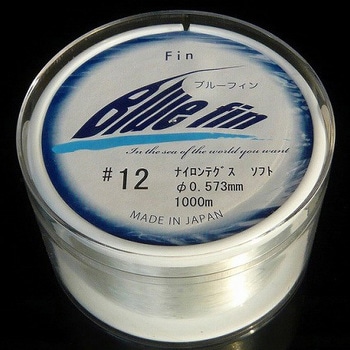 Fin
ブルーフィン
Blue fin
In the sea of the world you want
#12
ナイロンテグス ソフト
φ0.573mm
1000m
MADE IN JAPAN